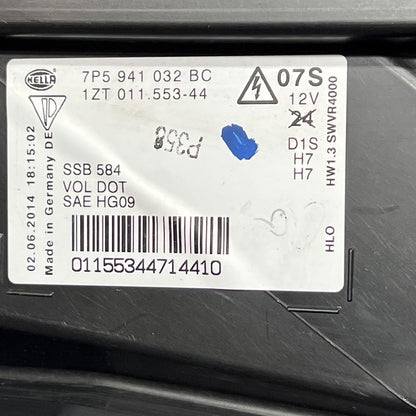 HELLA
7P5 941 032 BC
1ZT 011.553-44
07S
12V
24
D1S
H7
H7
HW1.3 SWVR4000
HLO
P358
SSB 584
VOL DOT
SAE HG09
02.06.2014 18:15:02
Made in Germany DE
01155344714410